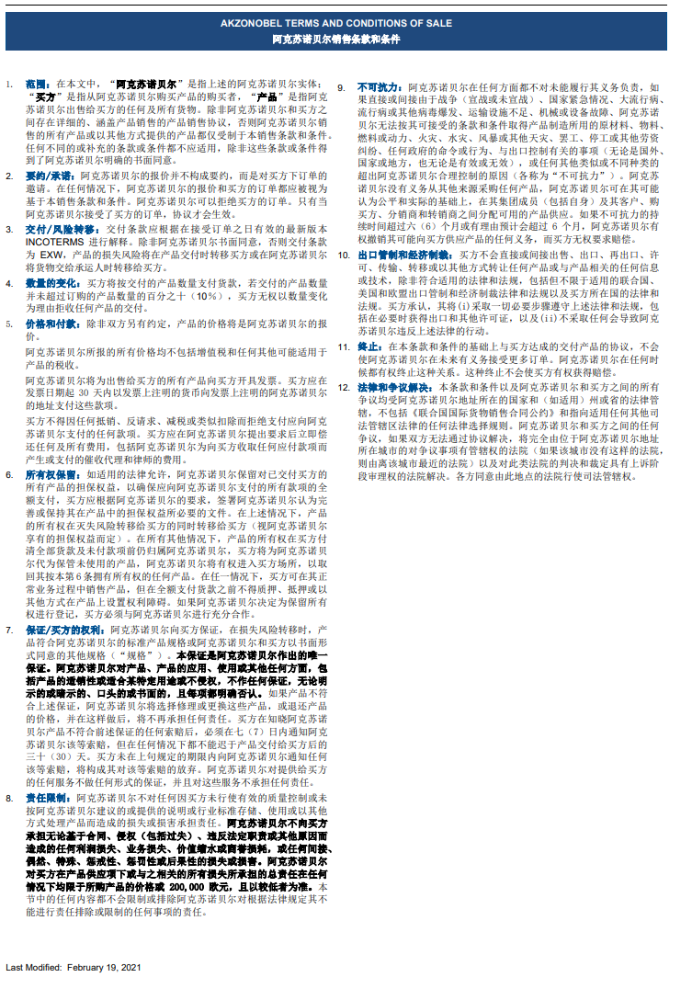 AKZONOBEL TERMS AND CONDITIONS OF SALE
阿克苏诺贝尔销售条款和条件
1. 范围：在本文中，“阿克苏诺贝尔”是指上述的阿克苏诺贝尔实体；
“买方”是指从阿克苏诺贝尔购买产品的购买者，“产品”是指阿克
苏诺贝尔出售给买方的任何及所有货物。除非阿克苏诺贝尔和买方之
间存在详细的、涵盖产品销售的产品销售协议，否则阿克苏诺贝尔销
售的所有产品或以其他方式提供的产品都仅受制于本销售条款和条件。
任何不同的或补充的条款或条件都不应适用，除非这些条款或条件得
到了阿克苏诺贝尔明确的书面同意。
2. 要约/承诺：阿克苏诺贝尔的报价并不构成要约，而是对买方下订单的
邀请。在任何情况下，阿克苏诺贝尔的报价和买方的订单都应被视为
基于本销售条款和条件。阿克苏诺贝尔可以拒绝买方的订单。只有当
阿克苏诺贝尔接受了买方的订单，协议才会生效。
3. 交付/风险转移：交付条款应根据在接受订单之日有效的最新版本
INCOTERMS 进行解释。除非阿克苏诺贝尔书面同意，否则交付条款
为 EXW，产品的损失风险将在产品交付时转移买方或在阿克苏诺贝尔
将货物交给承运人时转移给买方。
4. 数量的变化：买方将按交付的产品数量支付货款，若交付的产品数量
并未超过订购的产品数量的百分之十（10%），买方无权以数量变化
为理由拒收任何产品的交付。
5. 价格和付款：除非双方另有约定，产品的价格将是阿克苏诺贝尔的报
价。
阿克苏诺贝尔所报的所有价格均不包括增值税和任何其他可能适用于
产品的税收。
阿克苏诺贝尔将为出售给买方的所有产品向买方开具发票。买方应在
发票日期起 30 天内以发票上注明的货币向发票上注明的阿克苏诺贝尔
的地址支付这些款项。
买方不得因任何抵销、反请求、减税或类似扣除而拒绝支付应向阿克
苏诺贝尔支付的任何款项。买方应在阿克苏诺贝尔提出要求后立即偿
还任何及所有费用，包括阿克苏诺贝尔为向买方收取任何应付款项而
产生或支付的催收代理和律师的费用。
6. 所有权保留：如适用的法律允许，阿克苏诺贝尔保留对已交付买方的
所有产品的担保权益，以确保应向阿克苏诺贝尔支付的所有款项的全
额支付，买方应根据阿克苏诺贝尔的要求，签署阿克苏诺贝尔认为完
善或保持其在产品中的担保权益所必要的文件。在上述情况下，产品
的所有权在灭失风险转移给买方的同时转移给买方（视阿克苏诺贝尔
享有的担保权益而定）。在所有其他情况下，产品的所有权在买方付
清全部货款及未付款项前仍归属阿克苏诺贝尔，买方将为阿克苏诺贝
尔代为保管未使用的产品，阿克苏诺贝尔将有权进入买方场所，以取
回其按本第 6 条拥有所有权的任何产品。在任一情况下，买方可在其正
常业务过程中销售产品，但在全额支付货款之前不得质押、抵押或以
其他方式在产品上设置权利障碍。如果阿克苏诺贝尔决定为保留所有
权进行登记，买方必须与阿克苏诺贝尔进行充分合作。
7. 保证/买方的权利：阿克苏诺贝尔向买方保证，在损失风险转移时，产
品符合阿克苏诺贝尔的标准产品规格或阿克苏诺贝尔和买方以书面形
式同意的其他规格（“规格”）。本保证是阿克苏诺贝尔作出的唯一
保证。阿克苏诺贝尔对产品、产品的应用、使用或其他任何方面，包
括产品的适销性或适合某特定用途或不侵权，不作任何保证，无论明
示的或暗示的、口头的或书面的，且每项都明确否认。如果产品不符
合上述保证，阿克苏诺贝尔将选择修理或更换这些产品，或退还产品
的价格，并在这样做后，将不再承担任何责任。买方在知晓阿克苏诺
贝尔产品不符合前述保证的任何索赔后，必须在七（7）日内通知阿克
苏诺贝尔该等索赔，但在任何情况下都不能迟于产品交付给买方后的
三十（30）天。买方未在上句规定的期限内向阿克苏诺贝尔通知任何
该等索赔，将构成其对该等索赔的放弃。阿克苏诺贝尔对提供给买方
的任何服务不做任何形式的保证，并且对这些服务不承担任何责任。
8. 责任限制：阿克苏诺贝尔不对任何因买方未行使有效的质量控制或未
按阿克苏诺贝尔建议的或提供的说明或行业标准存储、使用或以其他
方式处理产品而造成的损失或损害承担责任。阿克苏诺贝尔不向买方
承担无论基于合同、侵权（包括过失）、违反法定职责或其他原因而
造成的任何利润损失、业务损失、价值缩水或商誉损耗，或任何间接、
偶然、特殊、惩戒性、惩罚性或后果性的损失或损害。阿克苏诺贝尔
对买方在产品供应项下或与之相关的所有损失所承担的总责任在任何
情况下均限于所购产品的价格或 200,000 欧元，且以较低者为准。本
节中的任何内容都不会限制或排除阿克苏诺贝尔对根据法律规定其不
能进行责任排除或限制的任何事项的责任。
9. 不可抗力：阿克苏诺贝尔在任何方面都不对未能履行其义务负责，如
果直接或间接由于战争（宣战或未宣战）、国家紧急情况、大流行病、
流行病或其他病毒爆发、运输设施不足、机械或设备故障、阿克苏诺
贝尔无法按其可接受的条款和条件取得产品制造所用的原材料、物料、
燃料或动力、火灾、水灾、风暴或其他天灾、罢工、停工或其他劳资
纠纷、任何政府的命令或行为、与出口控制有关的事项（无论是国外、
国家或地方，也无论是有效或无效），或任何其他类似或不同种类的
超出阿克苏诺贝尔合理控制的原因（各称为“不可抗力”）。阿克苏
诺贝尔没有义务从其他来源采购任何产品，阿克苏诺贝尔可在其可能
认为公平和实际的基础上，在其集团成员（包括自身）及其客户、购
买方、分销商和转销商之间分配可用的产品供应。如果不可抗力的持
续时间超过六（6）个月或有理由预计会超过 6 个月，阿克苏诺贝尔有
权撤销其可能向买方供应产品的任何义务，而买方无权要求赔偿。
10. 出口管制和经济制裁：买方不会直接或间接出售、出口、再出口、许
可、传输、转移或以其他方式转让任何产品或与产品相关的任何信息
或技术，除非符合适用的法律和法规，包括但不限于适用的联合国、
美国和欧盟出口管制和经济制裁法律和法规以及买方所在国的法律和
法规。买方承认，其将(i)采取一切必要步骤遵守上述法律和法规，包
括在必要时获得出口和其他许可证，以及(ii)不采取任何会导致阿克
苏诺贝尔违反上述法律的行动。
11. 终止：在本条款和条件的基础上与买方达成的交付产品的协议，不会
使阿克苏诺贝尔在未来有义务接受更多订单。阿克苏诺贝尔在任何时
候都有权终止这种关系。这种终止不会使买方有权获得赔偿。
12. 法律和争议解决：本条款和条件以及阿克苏诺贝尔和买方之间的所有
争议均受阿克苏诺贝尔地址所在的国家和（如适用）州或省的法律管
辖，不包括《联合国国际货物销售合同公约》和指向适用任何其他司
法管辖区法律的任何法律选择规则。阿克苏诺贝尔和买方之间的任何
争议，如果双方无法通过协议解决，将完全由位于阿克苏诺贝尔地址
所在城市的对争议事项有管辖权的法院（如果该城市没有这样的法院，
则由离该城市最近的法院）以及对此类法院的判决和裁定具有上诉阶
段审理权的法院解决。各方同意由此地点的法院行使司法管辖权。
Last Modified: February 19, 2021